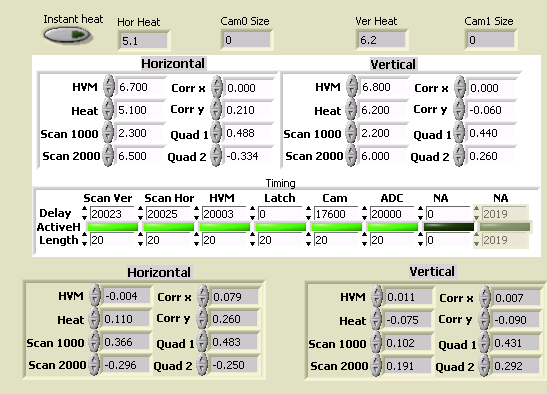 Instant heat Hor Heat Cam0 Size Ver Heat Cam1 Size
5.1 0 6.2 0
Horizontal Vertical
HVM 6.700 Corr x 0.000 HVM 6.800 Corr x 0.000
Heat 5.100 Corr y 0.210 Heat 6.200 Corr y -0.060
Scan 1000 2.300 Quad 1 0.488 Scan 1000 2.200 Quad 1 0.440
Scan 2000 6.500 Quad 2 -0.334 Scan 2000 6.000 Quad 2 0.260
Timing
Scan Ver Scan Hor HVM Latch Cam ADC NA NA
Delay 20023 20025 20003 0 17600 20000 0 2019
ActiveH
Length 20 20 20 20 20 20 20 2019
Horizontal Vertical
HVM -0.004 Corr x 0.079 HVM 0.011 Corr x 0.007
Heat 0.110 Corr y 0.260 Heat -0.075 Corr y -0.090
Scan 1000 0.366 Quad 1 0.483 Scan 1000 0.102 Quad 1 0.431
Scan 2000 -0.296 Quad 2 -0.250 Scan 2000 0.191 Quad 2 0.292